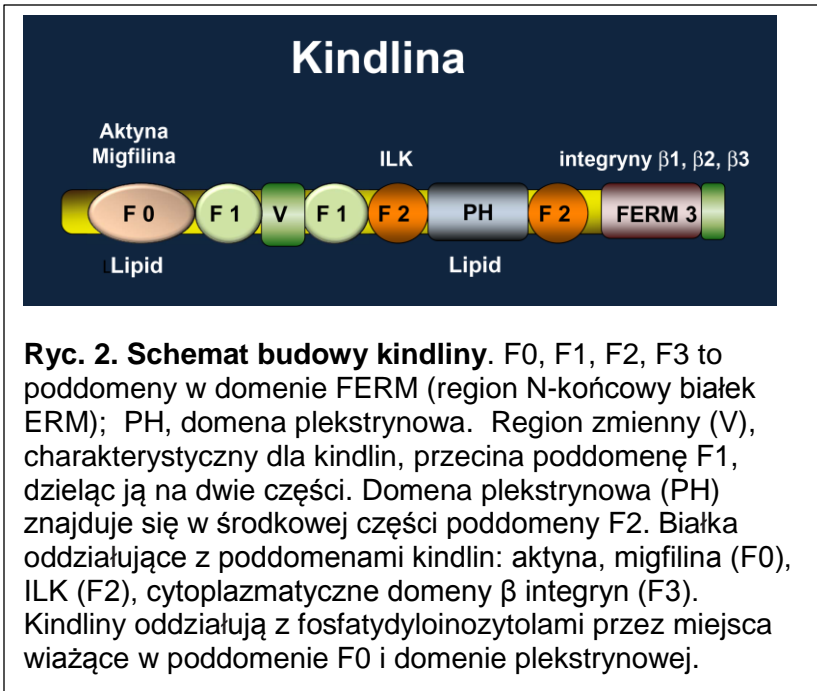 Kindlina
Aktyna
Migfilina
ILK
integryny β1, β2, β3
F 0 F 1 V F 1 F 2 PH F 2 FERM 3
Lipid Lipid
Ryc. 2. Schemat budowy kindliny. F0, F1, F2, F3 to
poddomeny w domenie FERM (region N-końcowy białek
ERM); PH, domena plekstrynowa. Region zmienny (V),
charakterystyczny dla kindlin, przecina poddomenę F1,
dzieląc ją na dwie części. Domena plekstrynowa (PH)
znajduje się w środkowej części poddomeny F2. Białka
oddziałujące z poddomenami kindlin: aktyna, migfilina (F0),
ILK (F2), cytoplazmatyczne domeny β integryn (F3).
Kindliny oddziałują z fosfatydyloinozytolami przez miejsca
wiażące w poddomenie F0 i domenie plekstrynowej.